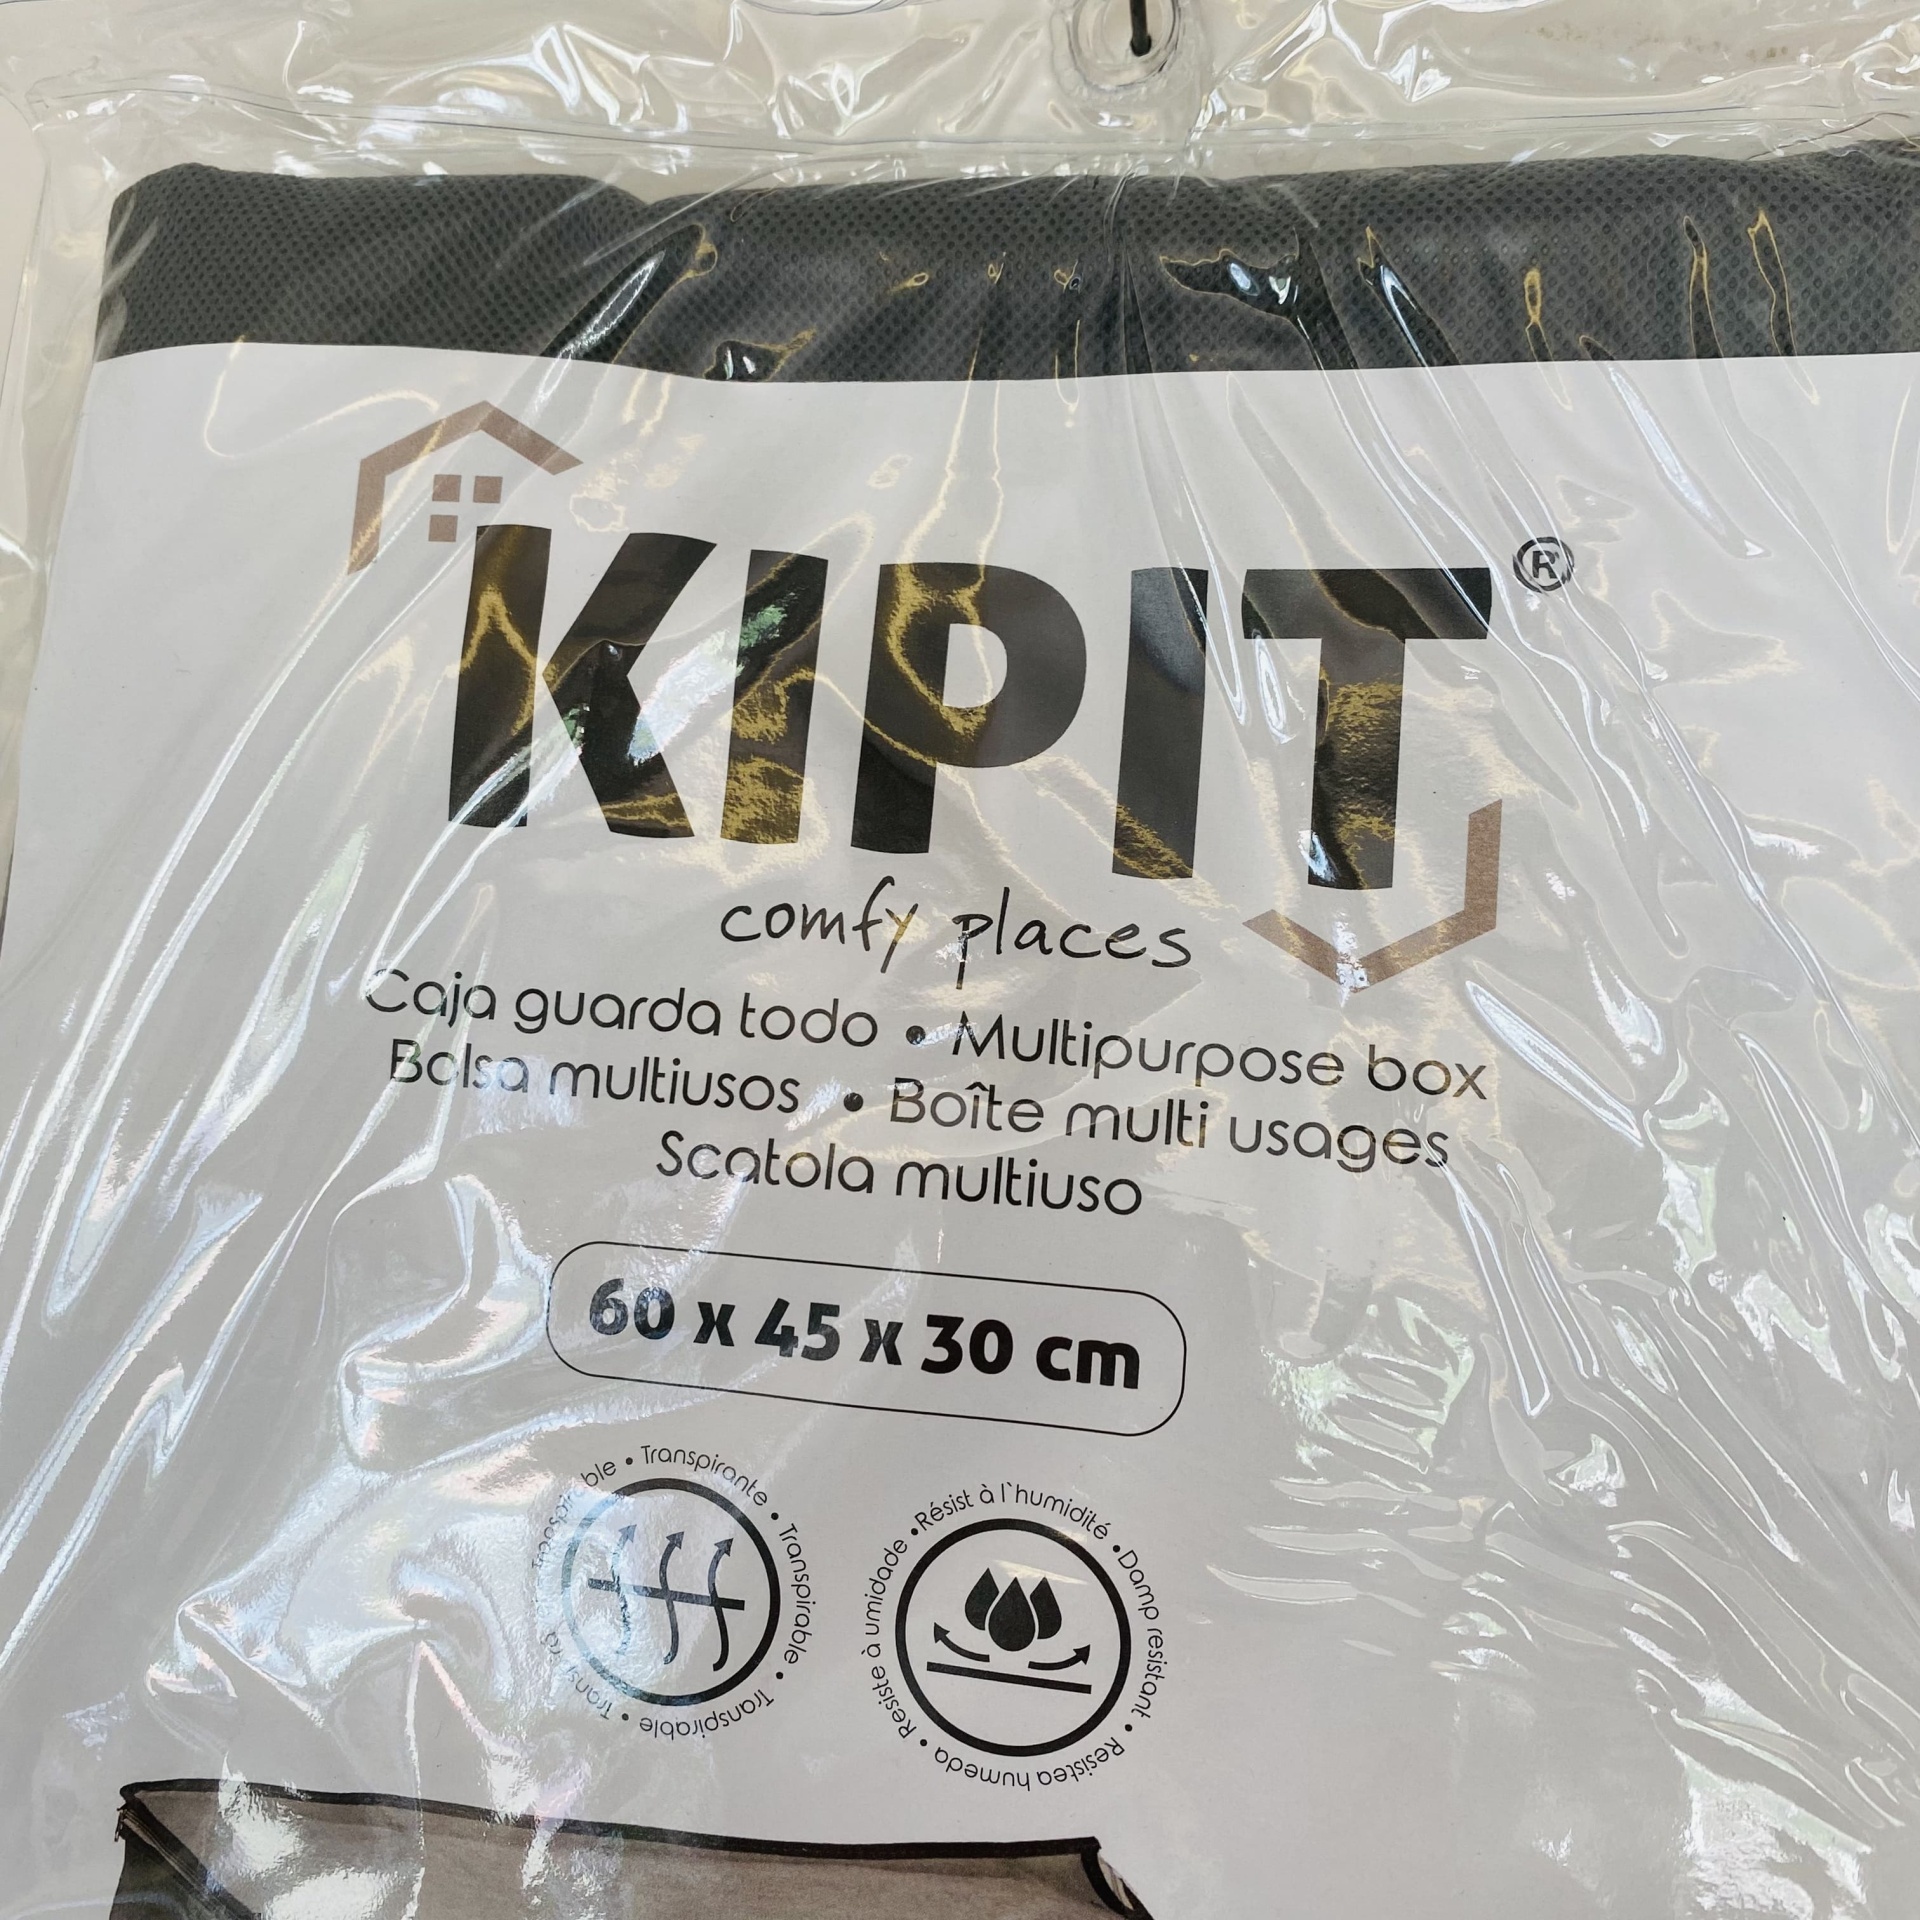 KIPIT®
comfy places
Caja guarda todo • Multipurpose box
Bolsa multiusos • Boîte multi usages
Scatola multiuso
60 x 45 x 30 cm
Transpirante • Transpirable • Transpirable •
Résist à l`humidité • Damp resistant • Resistea humeda • Resiste à umidade •